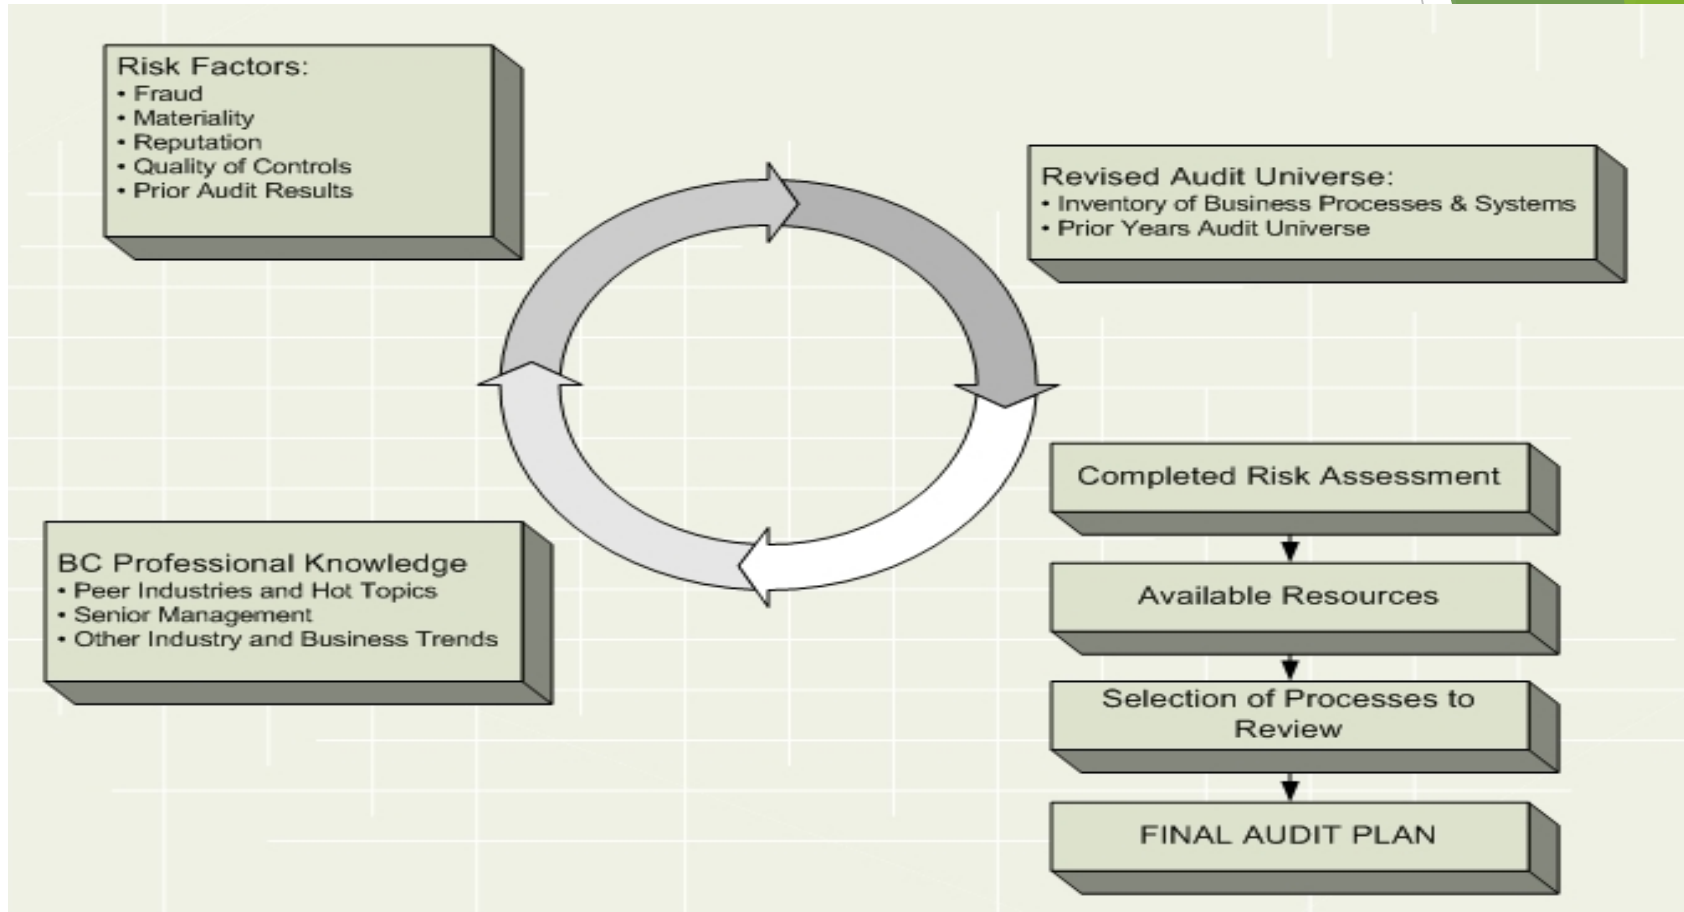 Risk Factors:
• Fraud
• Materiality
• Reputation
• Quality of Controls
• Prior Audit Results
Revised Audit Universe:
• Inventory of Business Processes & Systems
• Prior Years Audit Universe
BC Professional Knowledge
• Peer Industries and Hot Topics
• Senior Management
• Other Industry and Business Trends
Completed Risk Assessment
Available Resources
Selection of Processes to
Review
FINAL AUDIT PLAN